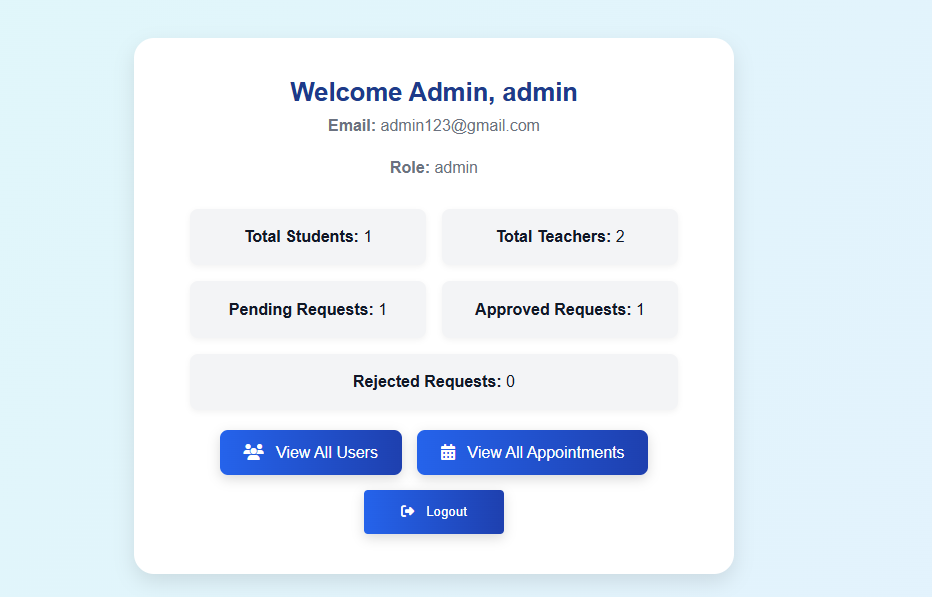 Welcome Admin, admin
Email: admin123@gmail.com
Role: admin
Total Students: 1
Total Teachers: 2
Pending Requests: 1
Approved Requests: 1
Rejected Requests: 0
View All Users
View All Appointments
Logout